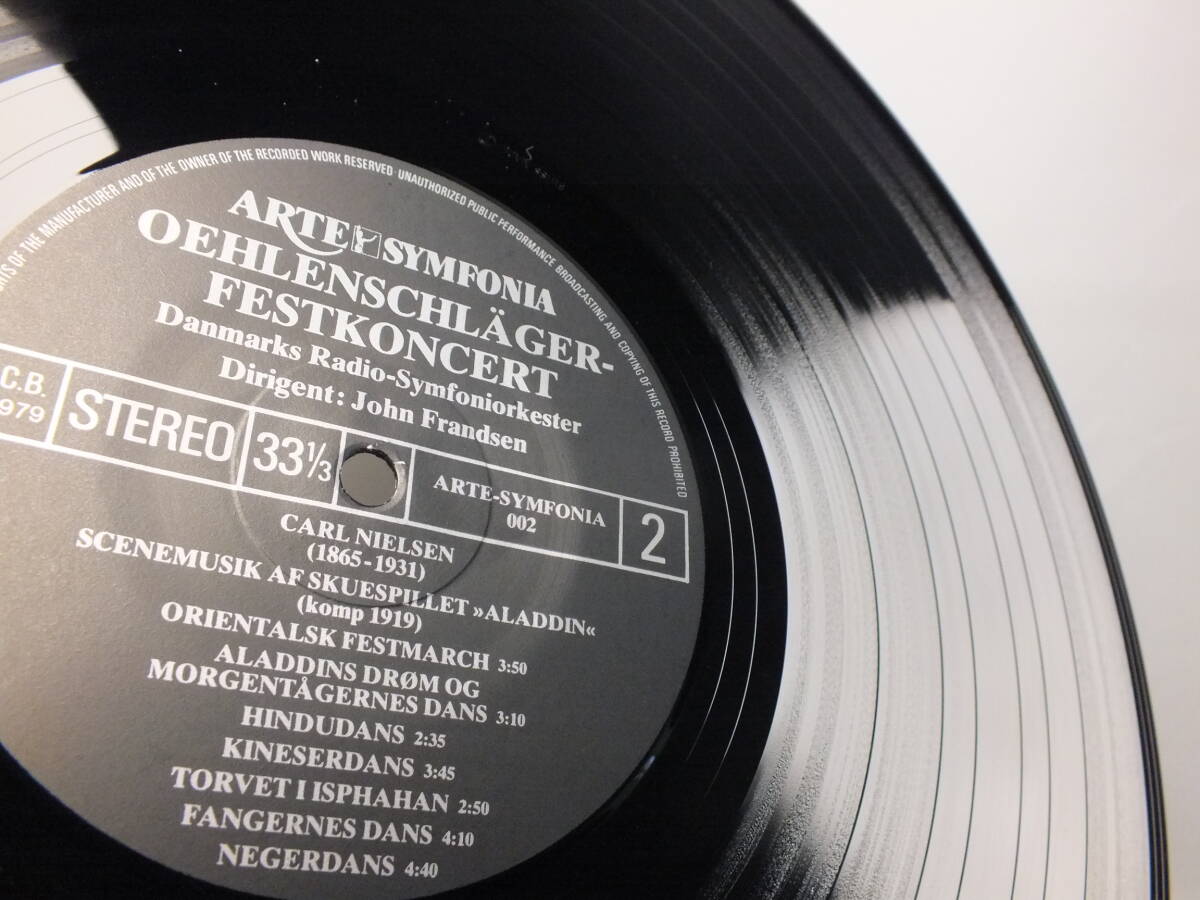 NTS OF THE MANUFACTURER AND OF THE OWNER OF THE RECORDED WORK RESERVED · UNAUTHORIZED PUBLIC PERFORMANCE BROADCASTING AND COPYING OF THIS RECORD PROHIBITED
ARTE SYMFONIA
OEHLENSCHLÄGER-
FESTKONCERT
Danmarks Radio-Symfoniorkester
Dirigent: John Frandsen
C.B.
979
STEREO
33⅓
ARTE-SYMFONIA
002
2
CARL NIELSEN
(1865-1931)
SCENEMUSIK AF SKUESPILLET »ALADDIN«
(komp 1919)
ORIENTALSK FESTMARCH 3:50
ALADDINS DRØM OG
MORGENTÅGERNES DANS 3:10
HINDUDANS 2:35
KINESERDANS 3:45
TORVET I ISPHAHAN 2:50
FANGERNES DANS 4:10
NEGERDANS 4:40